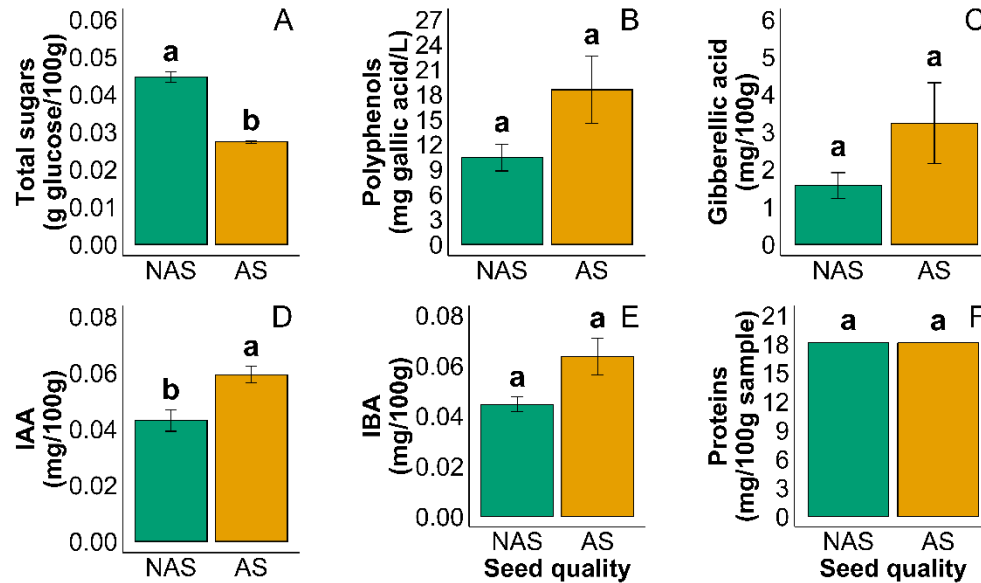 A
Total sugars
(g glucose/100g)
0.06
0.05
0.04
0.03
0.02
0.01
0.00
a
b
NAS AS
B
Polyphenols
(mg gallic acid/L)
27
24
21
18
15
12
9
6
3
0
a
a
NAS AS
C
Gibberellic acid
(mg/100g)
6
5
4
3
2
1
0
a
a
NAS AS
D
IAA
(mg/100g)
0.08
0.06
0.04
0.02
0.00
b
a
NAS AS
E
IBA
(mg/100g)
0.08
0.06
0.04
0.02
0.00
a
a
NAS AS
Seed quality
F
Proteins
(mg/100g sample)
21
18
15
12
9
6
3
0
a
a
NAS AS
Seed quality